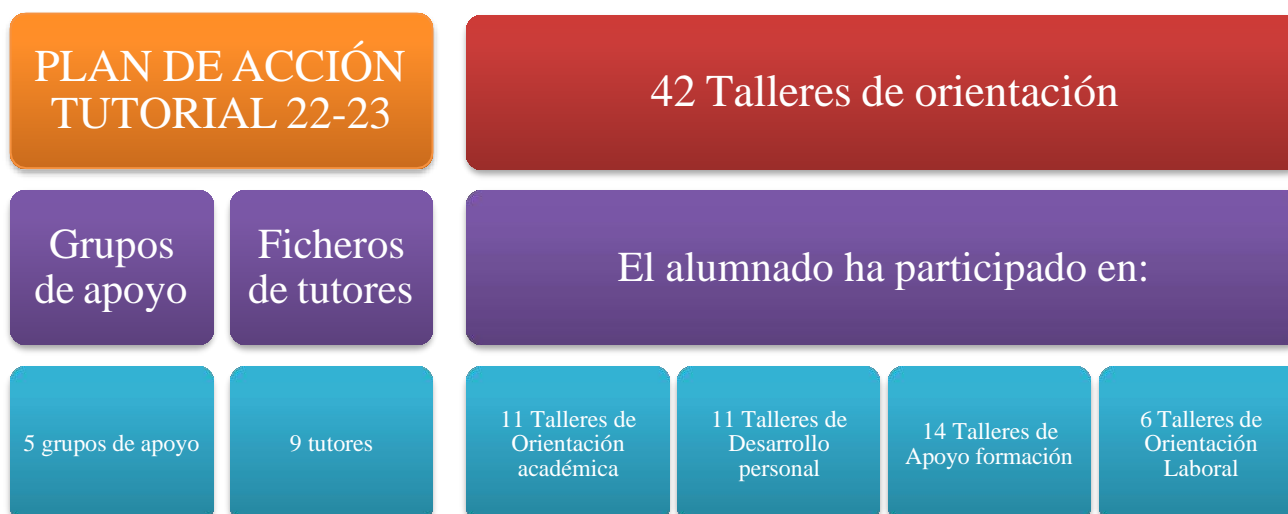 PLAN DE ACCIÓN
TUTORIAL 22-23
42 Talleres de orientación
Grupos
de apoyo
Ficheros
de tutores
El alumnado ha participado en:
5 grupos de apoyo
9 tutores
11 Talleres de
Orientación
académica
11 Talleres de
Desarrollo
personal
14 Talleres de
Apoyo formación
6 Talleres de
Orientación
Laboral